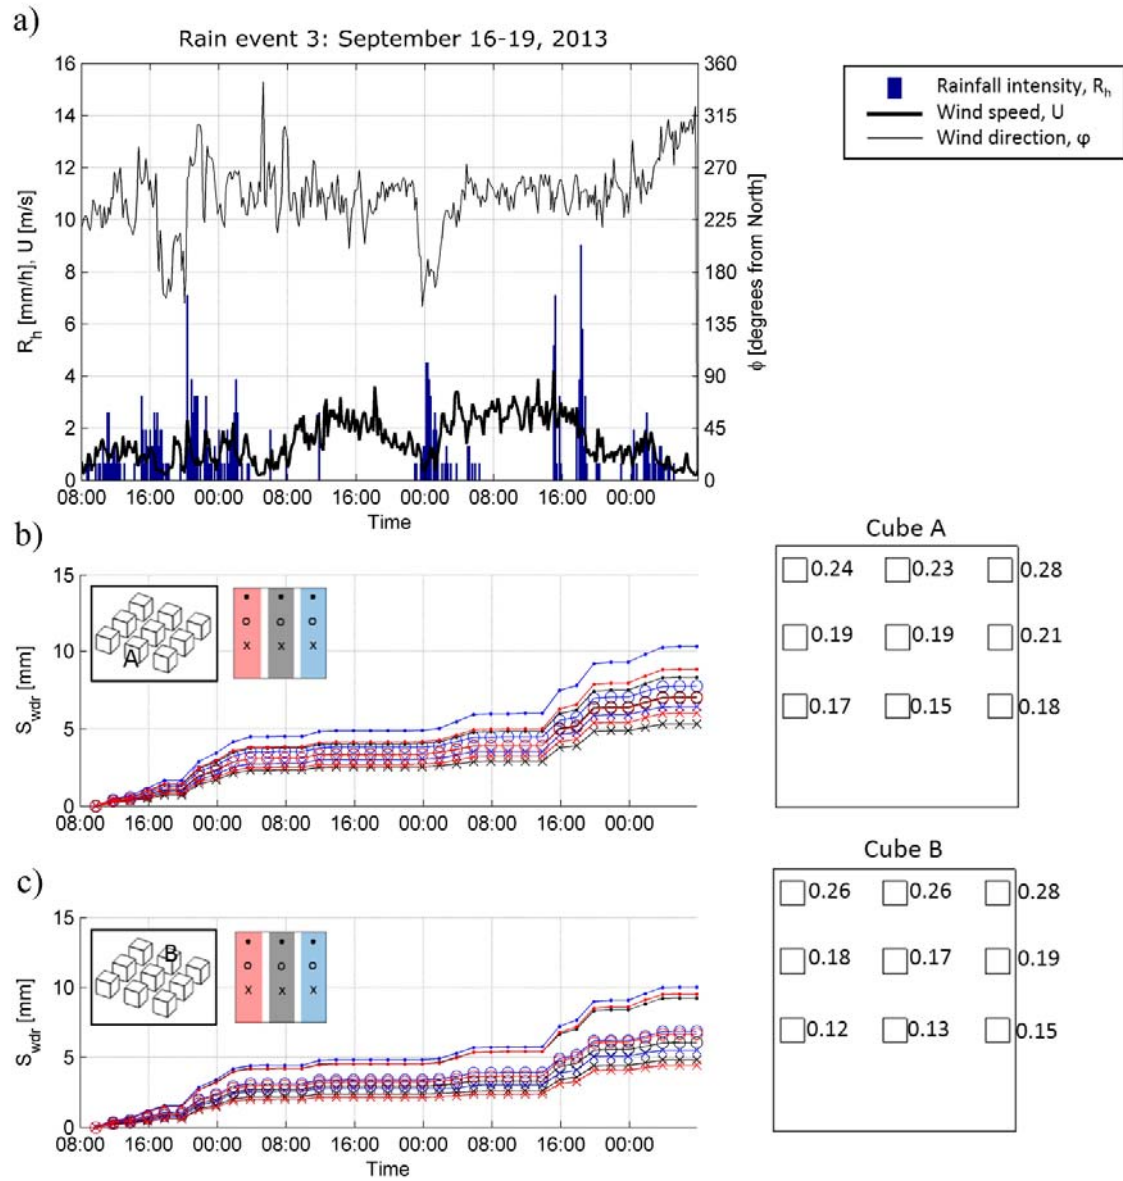 a)
Rain event 3: September 16-19, 2013
16
14
12
10
8
6
4
2
0
R_h [mm/h], U [m/s]
360
315
270
225
180
135
90
45
0
ϕ [degrees from North]
08:00 16:00 00:00 08:00 16:00 00:00 08:00 16:00 00:00
Time
Rainfall intensity, R_h
Wind speed, U
Wind direction, φ
b)
15
10
5
0
S_wdr [mm]
A
08:00 16:00 00:00 08:00 16:00 00:00 08:00 16:00 00:00
Cube A
0.24 0.23 0.28
0.19 0.19 0.21
0.17 0.15 0.18
c)
15
10
5
0
S_wdr [mm]
B
08:00 16:00 00:00 08:00 16:00 00:00 08:00 16:00 00:00
Time
Cube B
0.26 0.26 0.28
0.18 0.17 0.19
0.12 0.13 0.15